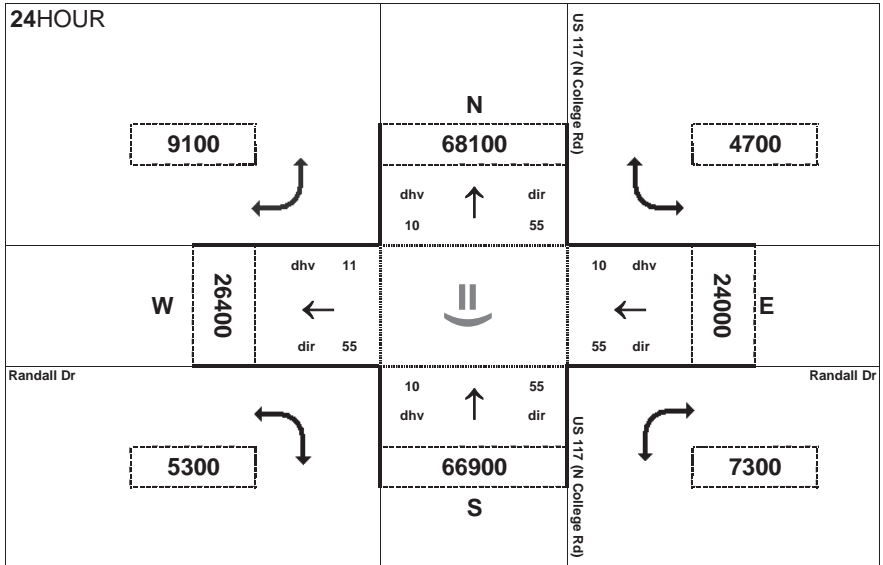 24HOUR
US 117 (N College Rd)
N
9100
68100
4700
dhv
dir
10
55
dhv 11
10 dhv
W
26400
24000
E
dir 55
55 dir
Randall Dr
Randall Dr
10
55
dhv
dir
US 117 (N College Rd)
5300
66900
7300
S